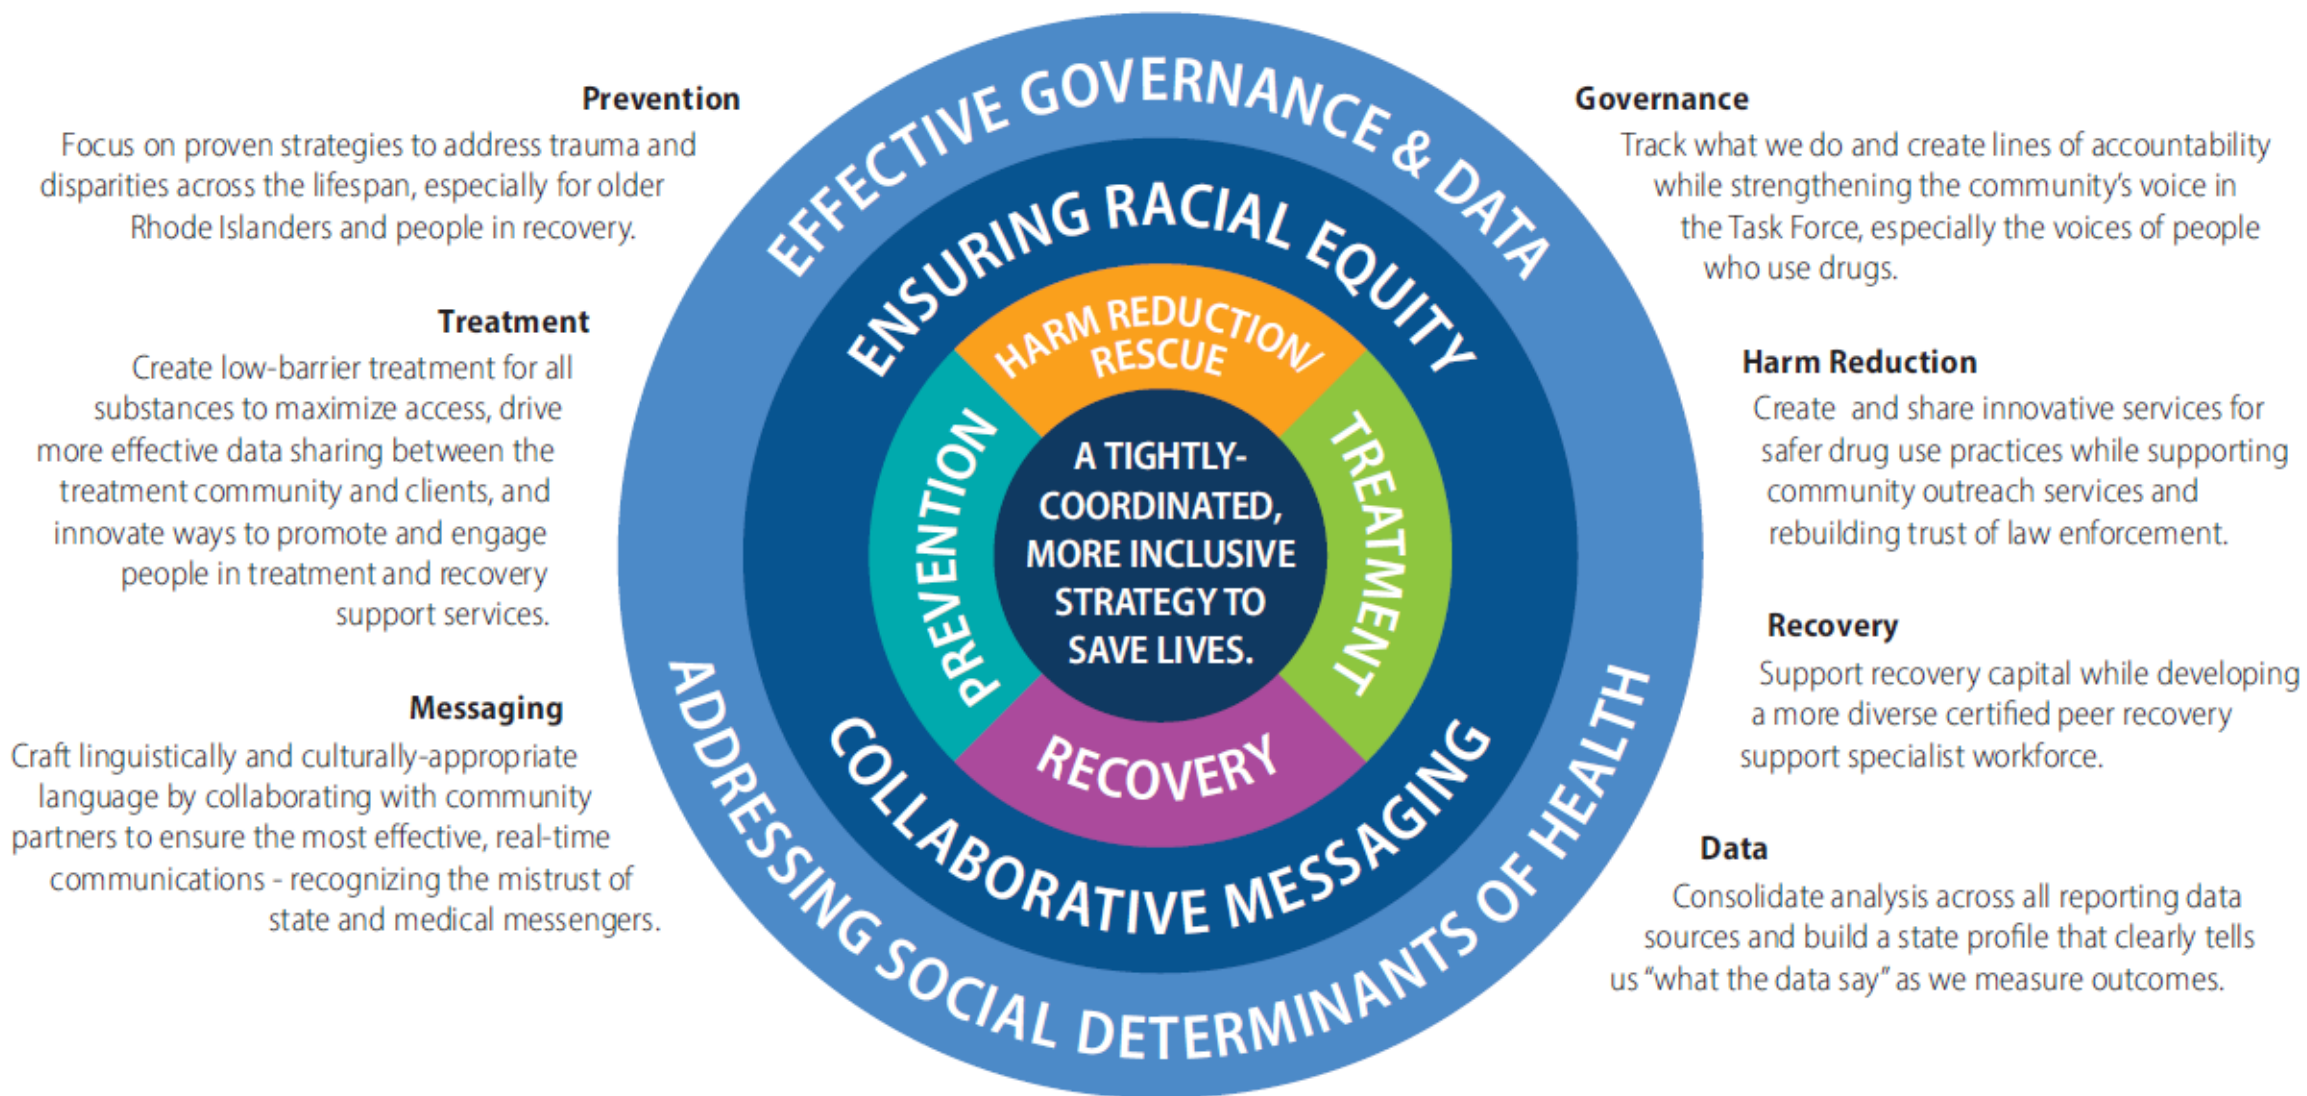 Prevention
Focus on proven strategies to address trauma and
disparities across the lifespan, especially for older
Rhode Islanders and people in recovery.
Treatment
Create low-barrier treatment for all
substances to maximize access, drive
more effective data sharing between the
treatment community and clients, and
innovate ways to promote and engage
people in treatment and recovery
support services.
Messaging
Craft linguistically and culturally-appropriate
language by collaborating with community
partners to ensure the most effective, real-time
communications - recognizing the mistrust of
state and medical messengers.
EFFECTIVE GOVERNANCE & DATA
ENSURING RACIAL EQUITY
HARM REDUCTION/
RESCUE
PREVENTION
A TIGHTLY-
COORDINATED,
MORE INCLUSIVE
STRATEGY TO
SAVE LIVES.
TREATMENT
RECOVERY
COLLABORATIVE MESSAGING
ADDRESSING SOCIAL DETERMINANTS OF HEALTH
Governance
Track what we do and create lines of accountability
while strengthening the community's voice in
the Task Force, especially the voices of people
who use drugs.
Harm Reduction
Create and share innovative services for
safer drug use practices while supporting
community outreach services and
rebuilding trust of law enforcement.
Recovery
Support recovery capital while developing
a more diverse certified peer recovery
support specialist workforce.
Data
Consolidate analysis across all reporting data
sources and build a state profile that clearly tells
us "what the data say" as we measure outcomes.